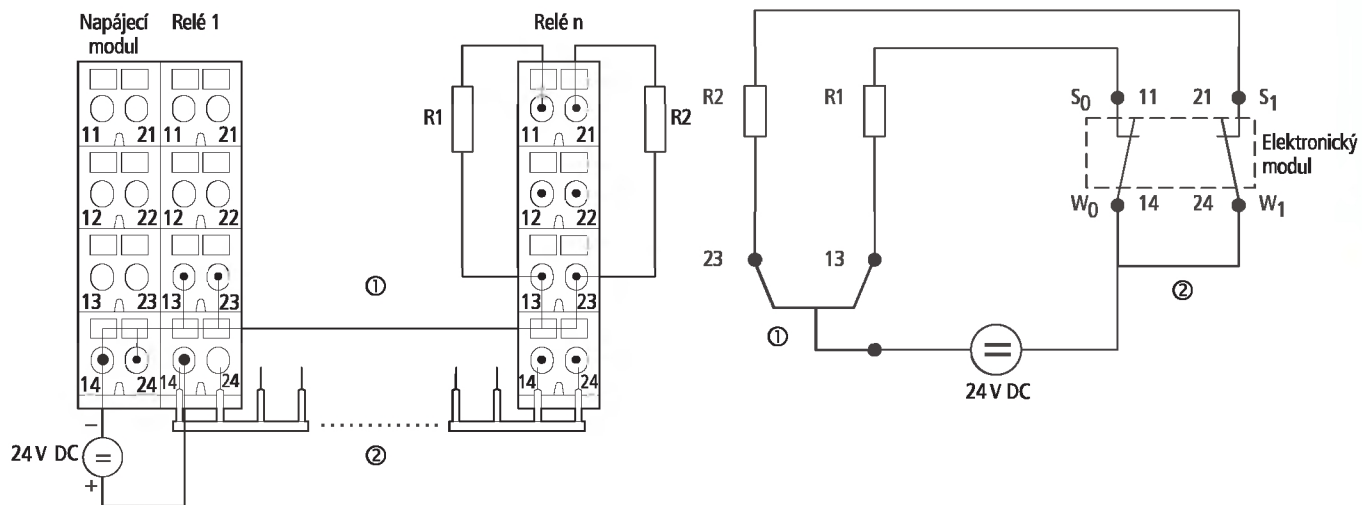 Napájecí modul
Relé 1
Relé n
11 21 11 21
12 22 12 22
13 23 13 23
14 24 14 24
−
24 V DC
=
+
①
②
R1
R2
11 21
12 22
13 23
14 24
R2
R1
S0 11 21 S1
Elektronický
modul
W0 14 24 W1
23
13
①
②
=
24 V DC